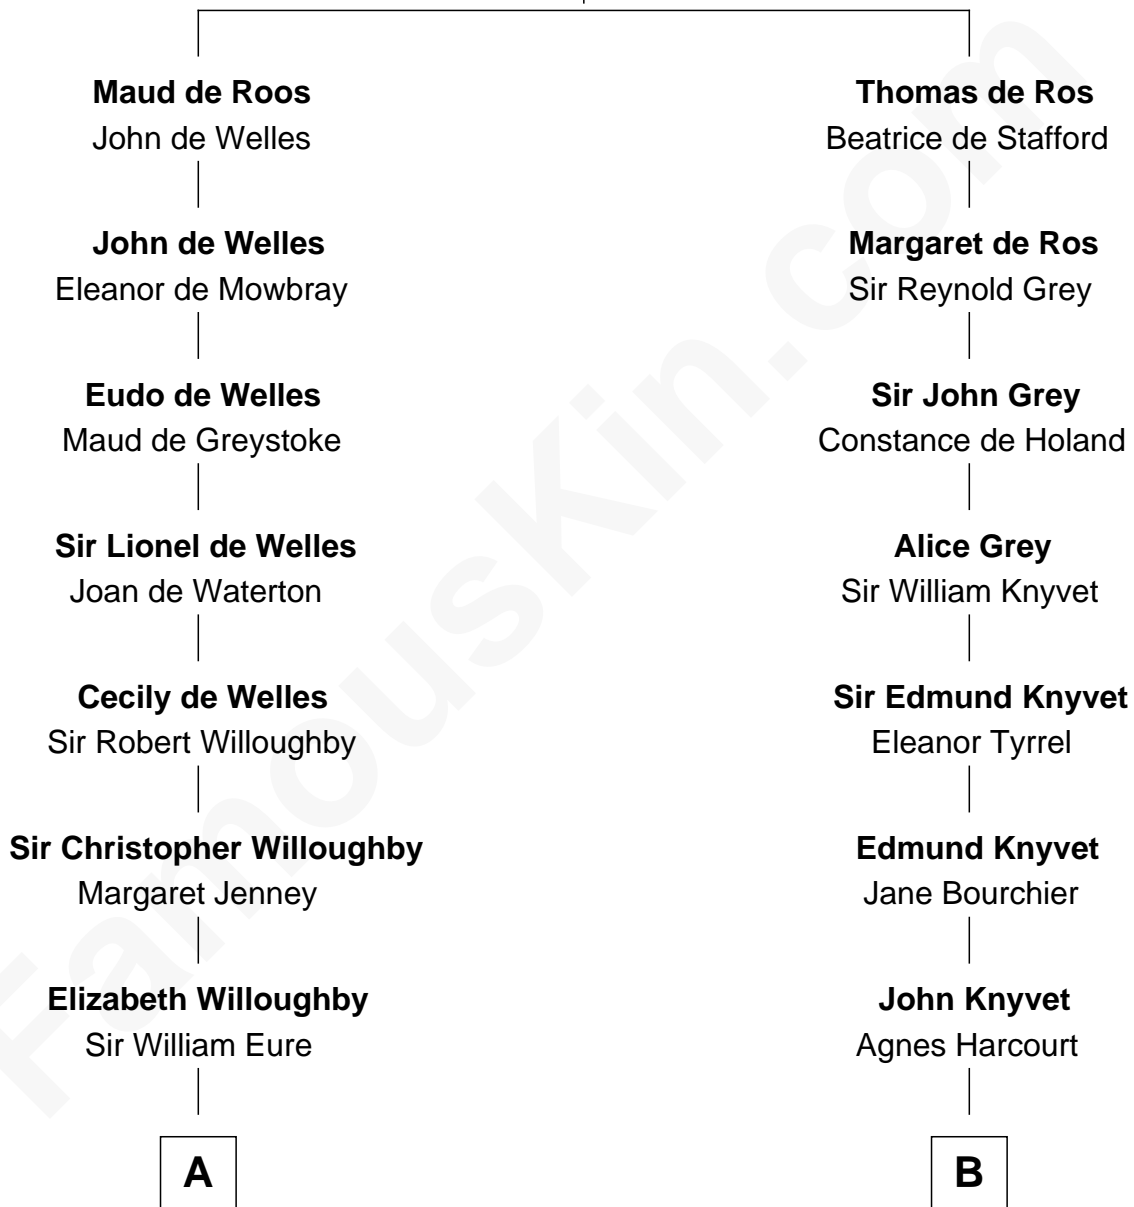 Maud de Roos
John de Welles
John de Welles
Eleanor de Mowbray
Eudo de Welles
Maud de Greystoke
Sir Lionel de Welles
Joan de Waterton
Cecily de Welles
Sir Robert Willoughby
Sir Christopher Willoughby
Margaret Jenney
Elizabeth Willoughby
Sir William Eure
A
Thomas de Ros
Beatrice de Stafford
Margaret de Ros
Sir Reynold Grey
Sir John Grey
Constance de Holand
Alice Grey
Sir William Knyvet
Sir Edmund Knyvet
Eleanor Tyrrel
Edmund Knyvet
Jane Bourchier
John Knyvet
Agnes Harcourt
B
FamousKin.com